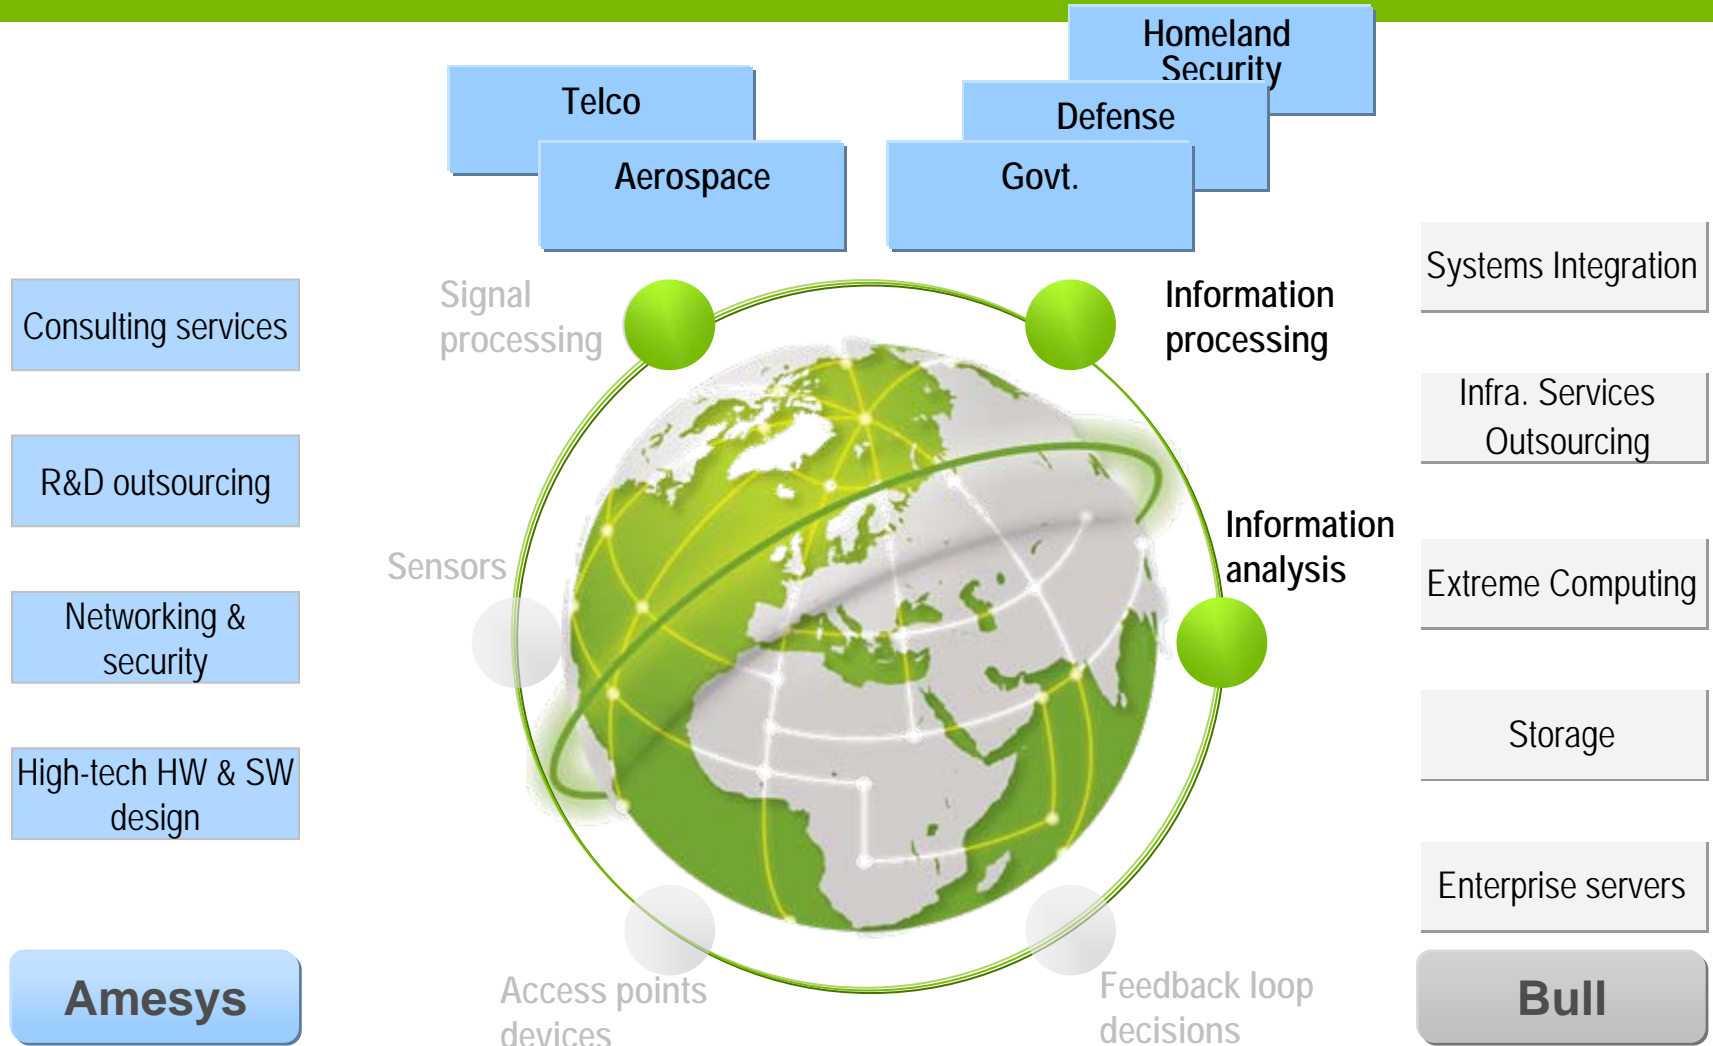 Homeland
Security
Telco
Defense
Aerospace
Govt.
Consulting services
R&D outsourcing
Networking &
security
High-tech HW & SW
design
Amesys
Signal
processing
Information
processing
Sensors
Information
analysis
Access points
devices
Feedback loop
decisions
Systems Integration
Infra. Services
Outsourcing
Extreme Computing
Storage
Enterprise servers
Bull